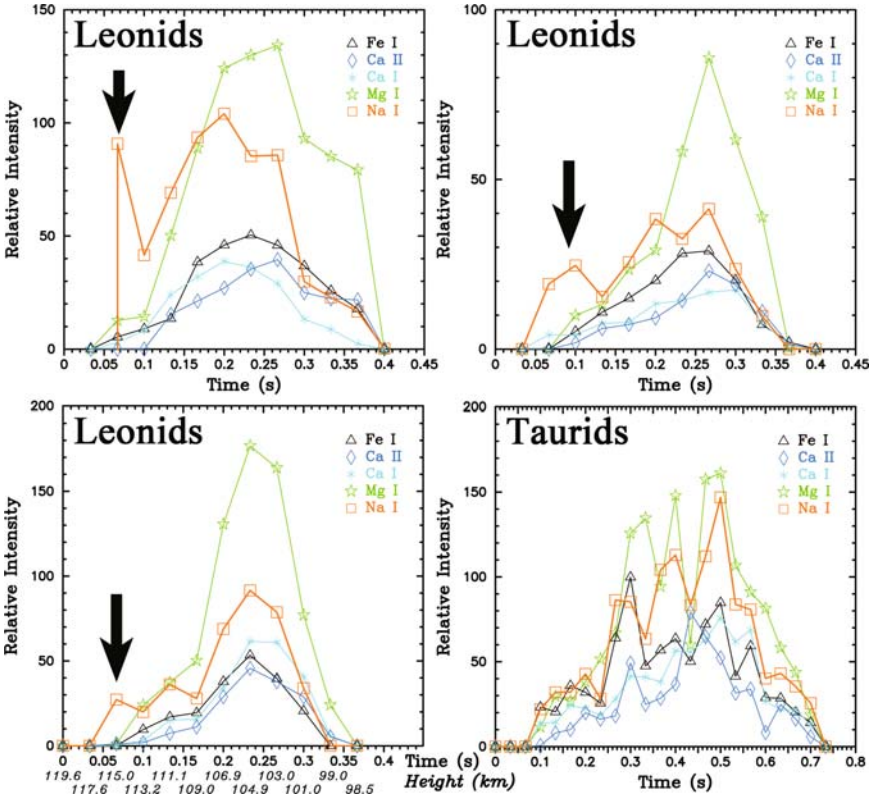 Leonids
Fe I
Ca II
Ca I
Mg I
Na I
150
100
50
0
Relative Intensity
0 0.05 0.1 0.15 0.2 0.25 0.3 0.35 0.4 0.45
Time (s)
Leonids
Fe I
Ca II
Ca I
Mg I
Na I
100
50
0
Relative Intensity
0 0.05 0.1 0.15 0.2 0.25 0.3 0.35 0.4 0.45
Time (s)
Leonids
Fe I
Ca II
Ca I
Mg I
Na I
200
150
100
50
0
Relative Intensity
0 0.05 0.1 0.15 0.2 0.25 0.3 0.35 0.4 0.45
Time (s)
119.6 115.0 111.1 106.9 103.0 99.0 Height (km)
117.6 113.2 109.0 104.9 101.0 98.5
Taurids
Fe I
Ca II
Ca I
Mg I
Na I
200
150
100
50
0
Relative Intensity
0 0.1 0.2 0.3 0.4 0.5 0.6 0.7 0.8
Time (s)